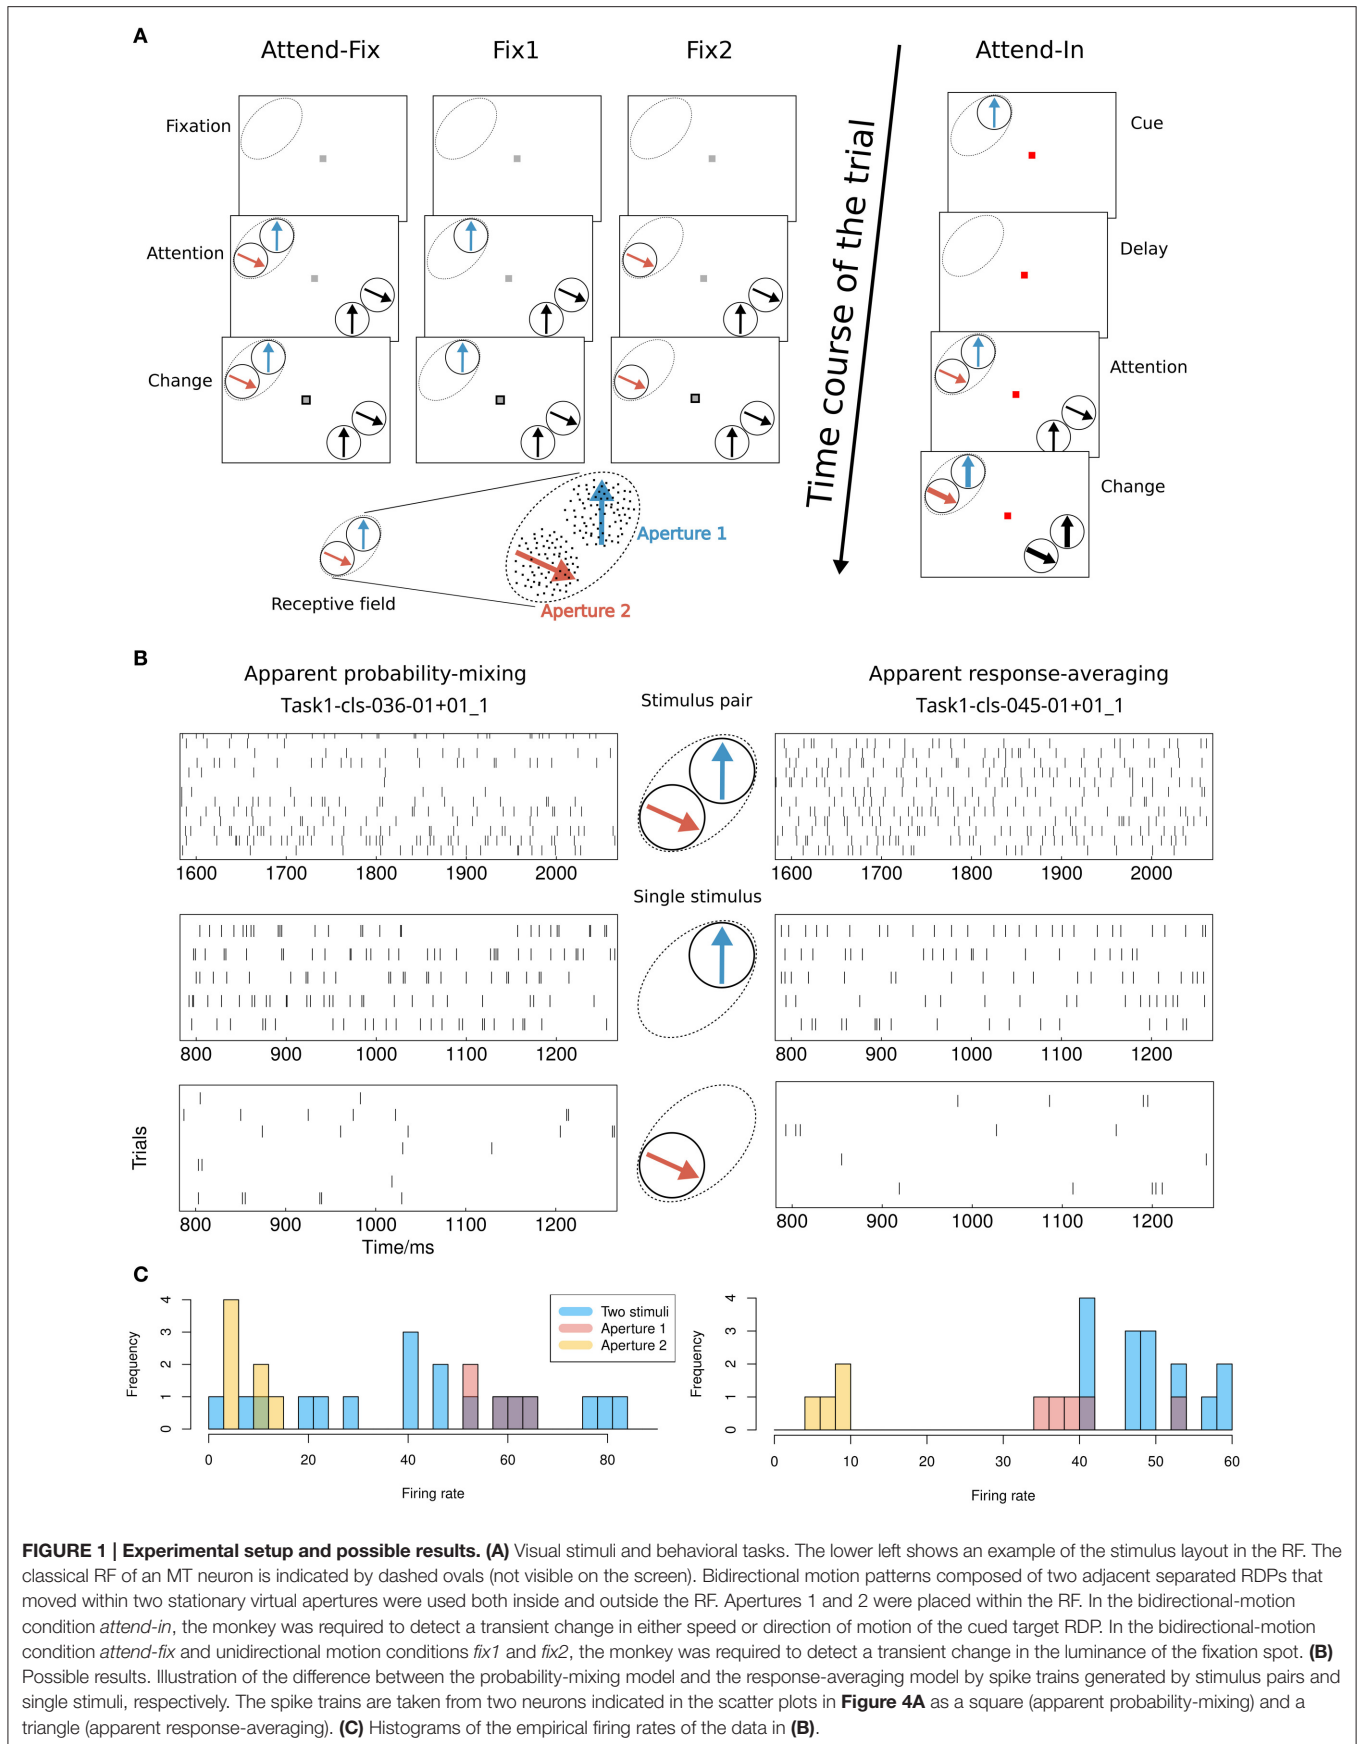 A
Attend-Fix Fix1 Fix2 Attend-In
Fixation
Attention
Change
Time course of the trial
Cue
Delay
Attention
Change
Aperture 1
Aperture 2
Receptive field
B
Apparent probability-mixing
Task1-cls-036-01+01_1
Stimulus pair
Apparent response-averaging
Task1-cls-045-01+01_1
1600 1700 1800 1900 2000
1600 1700 1800 1900 2000
Single stimulus
800 900 1000 1100 1200
800 900 1000 1100 1200
Trials
800 900 1000 1100 1200
Time/ms
800 900 1000 1100 1200
C
Frequency
0 1 2 3 4
0 20 40 60 80
Firing rate
Two stimuli
Aperture 1
Aperture 2
Frequency
0 1 2 3 4
0 10 20 30 40 50 60
Firing rate
FIGURE 1 | Experimental setup and possible results. (A) Visual stimuli and behavioral tasks. The lower left shows an example of the stimulus layout in the RF. The
classical RF of an MT neuron is indicated by dashed ovals (not visible on the screen). Bidirectional motion patterns composed of two adjacent separated RDPs that
moved within two stationary virtual apertures were used both inside and outside the RF. Apertures 1 and 2 were placed within the RF. In the bidirectional-motion
condition attend-in, the monkey was required to detect a transient change in either speed or direction of motion of the cued target RDP. In the bidirectional-motion
condition attend-fix and unidirectional motion conditions fix1 and fix2, the monkey was required to detect a transient change in the luminance of the fixation spot. (B)
Possible results. Illustration of the difference between the probability-mixing model and the response-averaging model by spike trains generated by stimulus pairs and
single stimuli, respectively. The spike trains are taken from two neurons indicated in the scatter plots in Figure 4A as a square (apparent probability-mixing) and a
triangle (apparent response-averaging). (C) Histograms of the empirical firing rates of the data in (B).